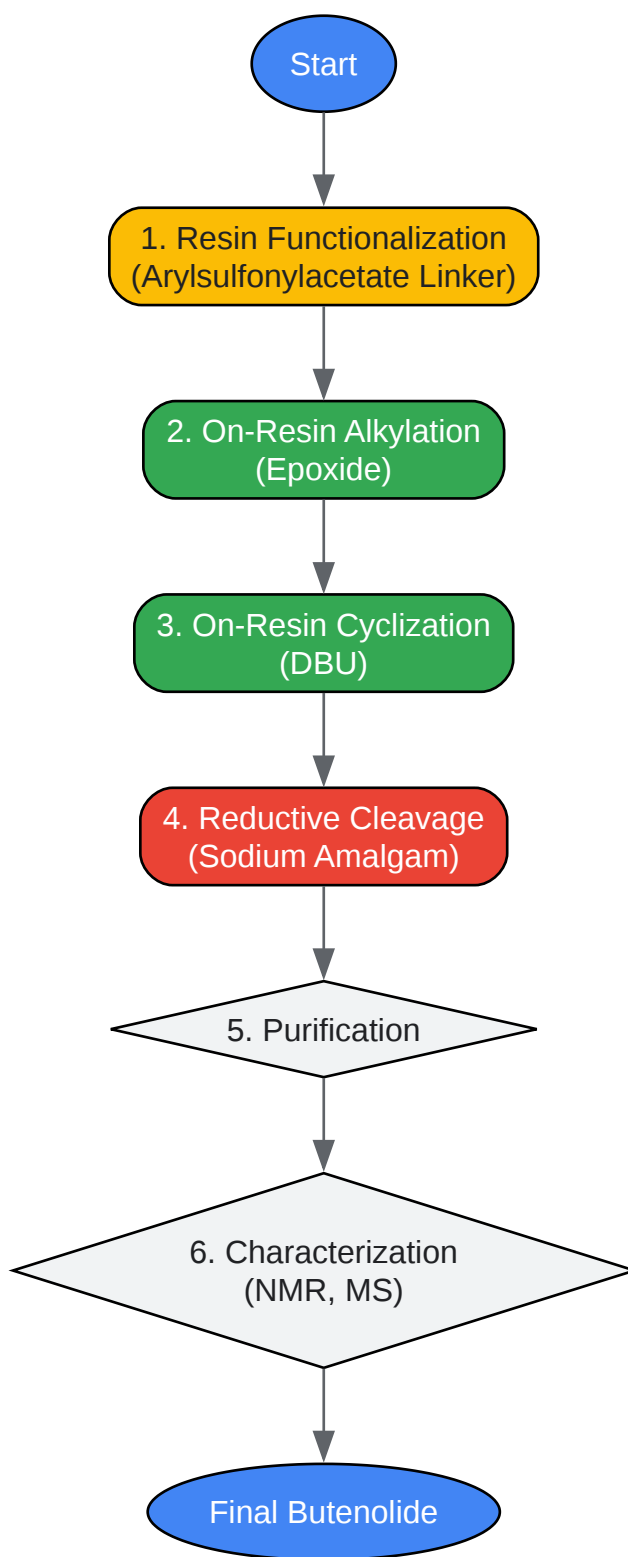 Start
1. Resin Functionalization
(Arylsulfonylacetate Linker)
2. On-Resin Alkylation
(Epoxide)
3. On-Resin Cyclization
(DBU)
4. Reductive Cleavage
(Sodium Amalgam)
5. Purification
6. Characterization
(NMR, MS)
Final Butenolide